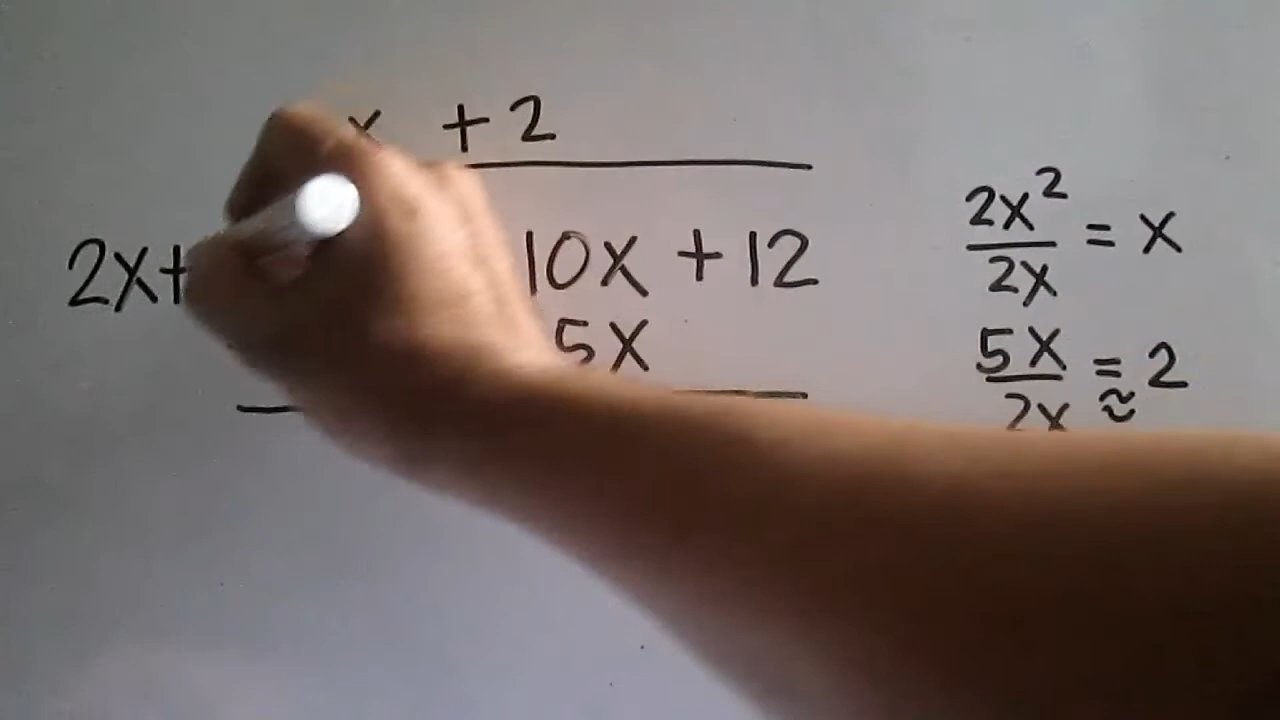 x + 2
2x+ 10x + 12
5x
2x²
= x
2x
5x
= 2
≈
2x